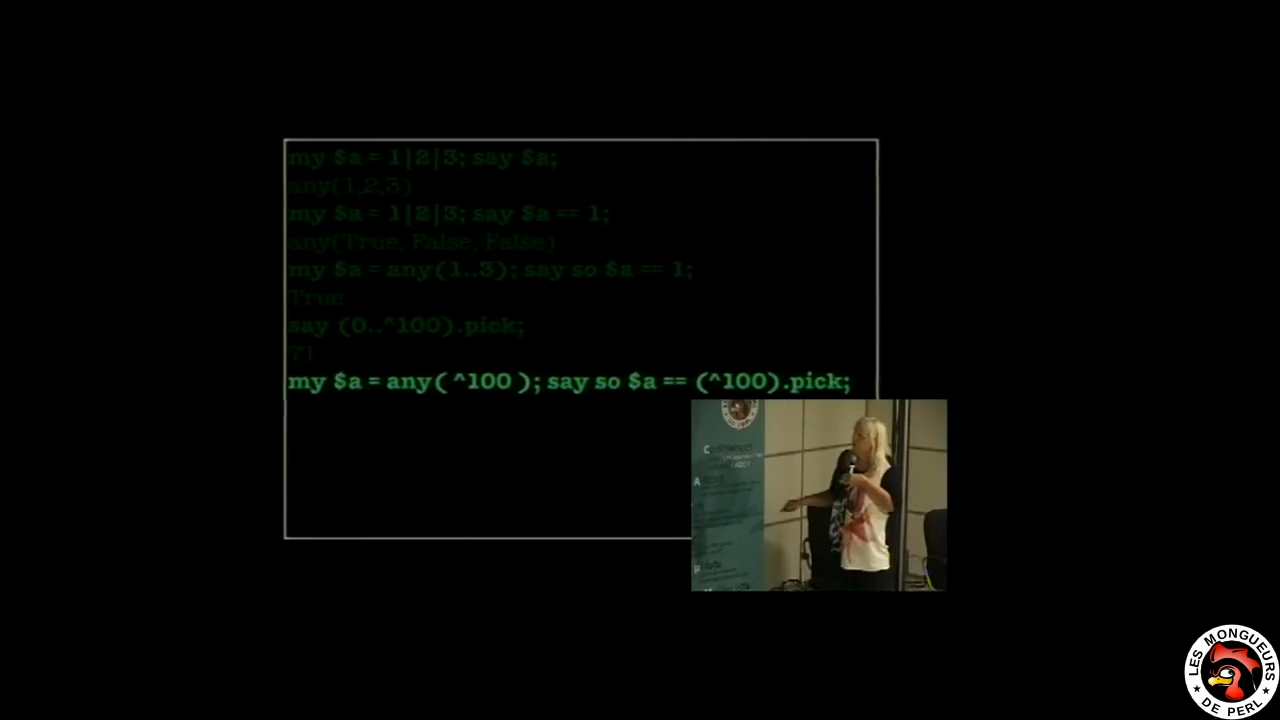 my $a = 1|2|3; say $a;
any(1,2,3)
my $a = 1|2|3; say $a == 1;
any(True, False, False)
my $a = any(1..3); say so $a == 1;
True
say (0..^100).pick;
71
my $a = any( ^100 ); say so $a == (^100).pick;
LES MONGUEURS
DE PERL